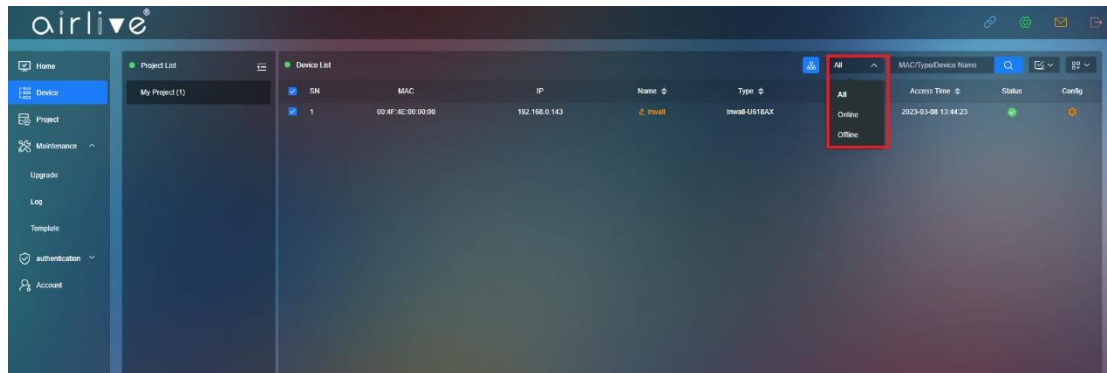 airlive®
Home
Device
Project
Maintenance
Upgrade
Log
Template
authentication
Account
Project List
My Project (1)
Device List
All
MAC/Type/Device Name
SN MAC IP Name Type Access Time Status Config
1 00:4F:4E:00:00:00 192.168.0.143 inwall Inwall-U618AX 2023-03-08 13:44:23
All
Online
Offline